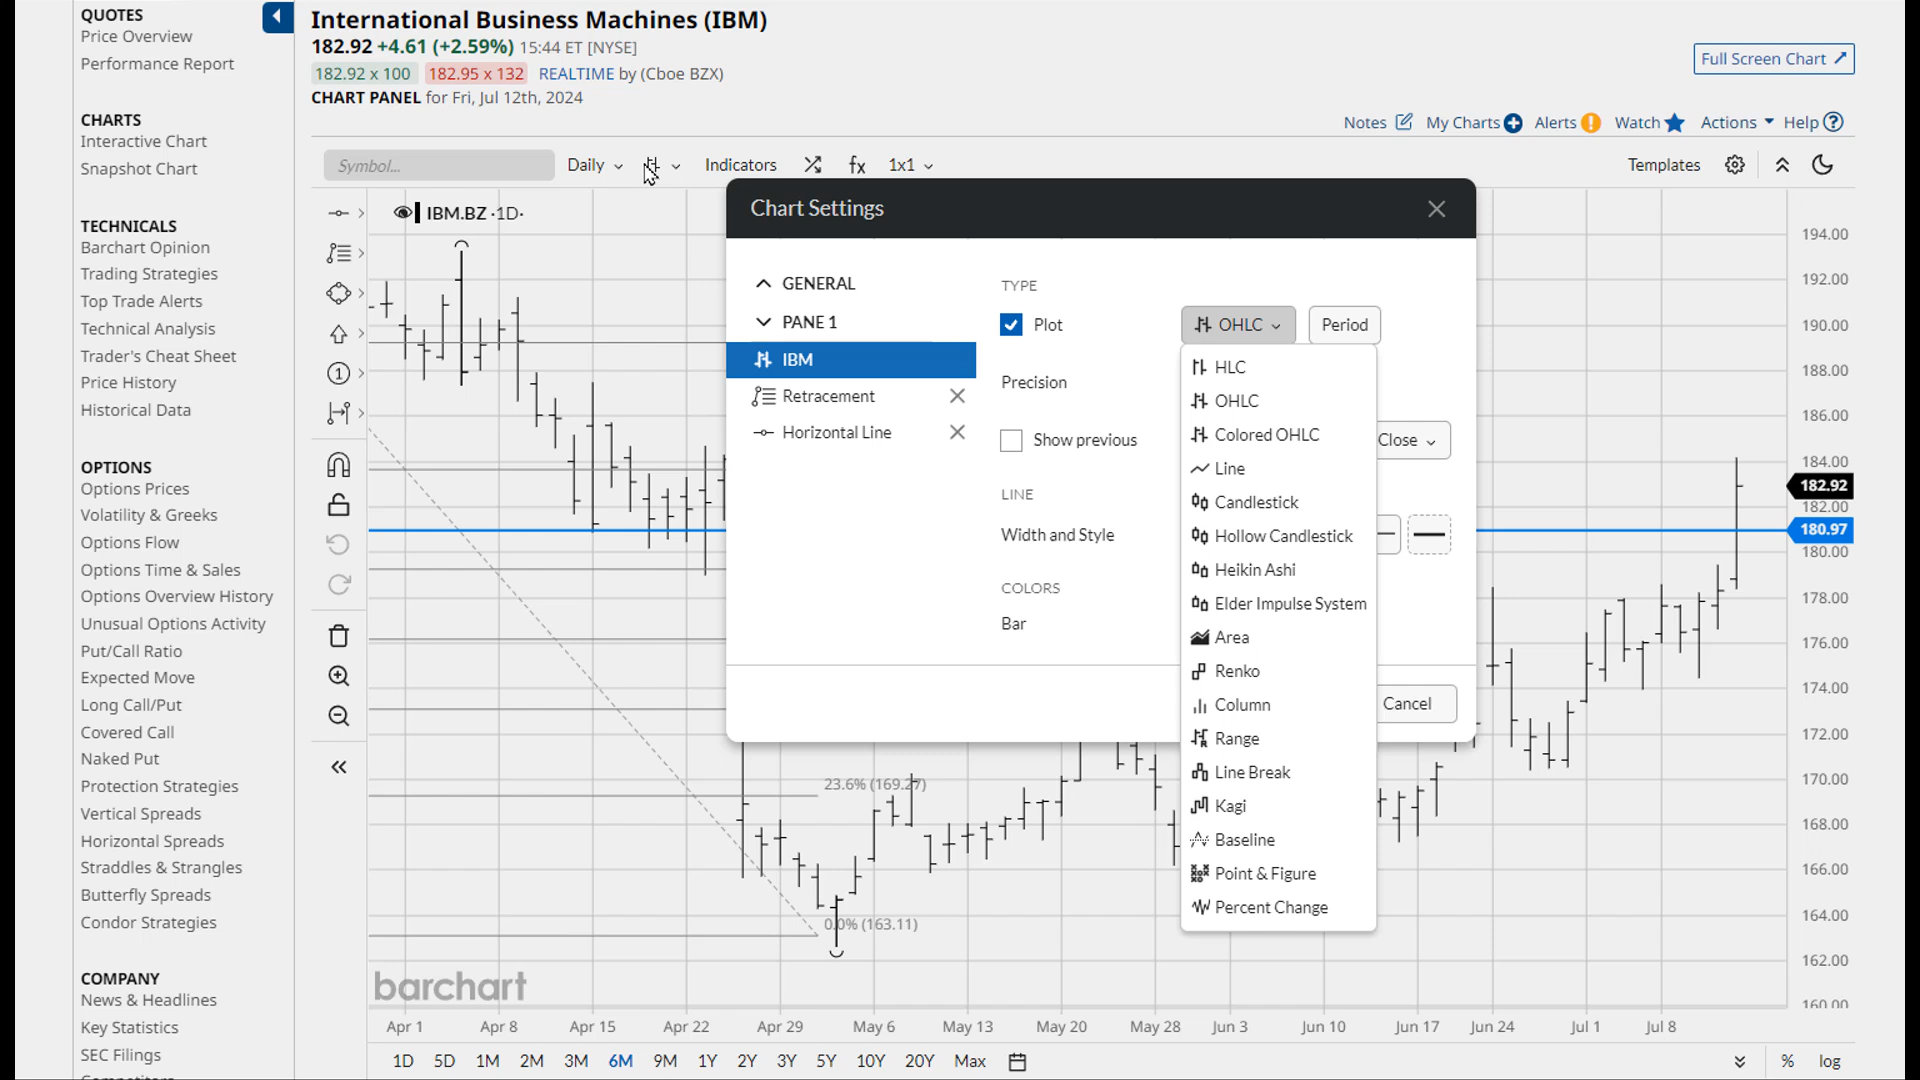 QUOTES
Price Overview
Performance Report
CHARTS
Interactive Chart
Snapshot Chart
TECHNICALS
Barchart Opinion
Trading Strategies
Top Trade Alerts
Technical Analysis
Trader's Cheat Sheet
Price History
Historical Data
OPTIONS
Options Prices
Volatility & Greeks
Options Flow
Options Time & Sales
Options Overview History
Unusual Options Activity
Put/Call Ratio
Expected Move
Long Call/Put
Covered Call
Naked Put
Protection Strategies
Vertical Spreads
Horizontal Spreads
Straddles & Strangles
Butterfly Spreads
Condor Strategies
COMPANY
News & Headlines
Key Statistics
SEC Filings
International Business Machines (IBM)
182.92 +4.61 (+2.59%) 15:44 ET [NYSE]
182.92 x 100 182.95 x 132 REALTIME by (Cboe BZX)
CHART PANEL for Fri, Jul 12th, 2024
Full Screen Chart
Notes My Charts Alerts Watch Actions Help
Symbol... Daily Indicators fx 1x1 Templates
IBM.BZ ·1D·
Chart Settings
GENERAL
PANE 1
IBM
Retracement
Horizontal Line
TYPE
Plot OHLC Period
Precision
Show previous Close
LINE
Width and Style
COLORS
Bar
Cancel
HLC
OHLC
Colored OHLC
Line
Candlestick
Hollow Candlestick
Heikin Ashi
Elder Impulse System
Area
Renko
Column
Range
Line Break
Kagi
Baseline
Point & Figure
Percent Change
23.6% (169.27)
0.0% (163.11)
194.00
192.00
190.00
188.00
186.00
184.00
182.92
182.00
180.97
180.00
178.00
176.00
174.00
172.00
170.00
168.00
166.00
164.00
162.00
160.00
barchart
Apr 1 Apr 8 Apr 15 Apr 22 Apr 29 May 6 May 13 May 20 May 28 Jun 3 Jun 10 Jun 17 Jun 24 Jul 1 Jul 8
1D 5D 1M 2M 3M 6M 9M 1Y 2Y 3Y 5Y 10Y 20Y Max % log